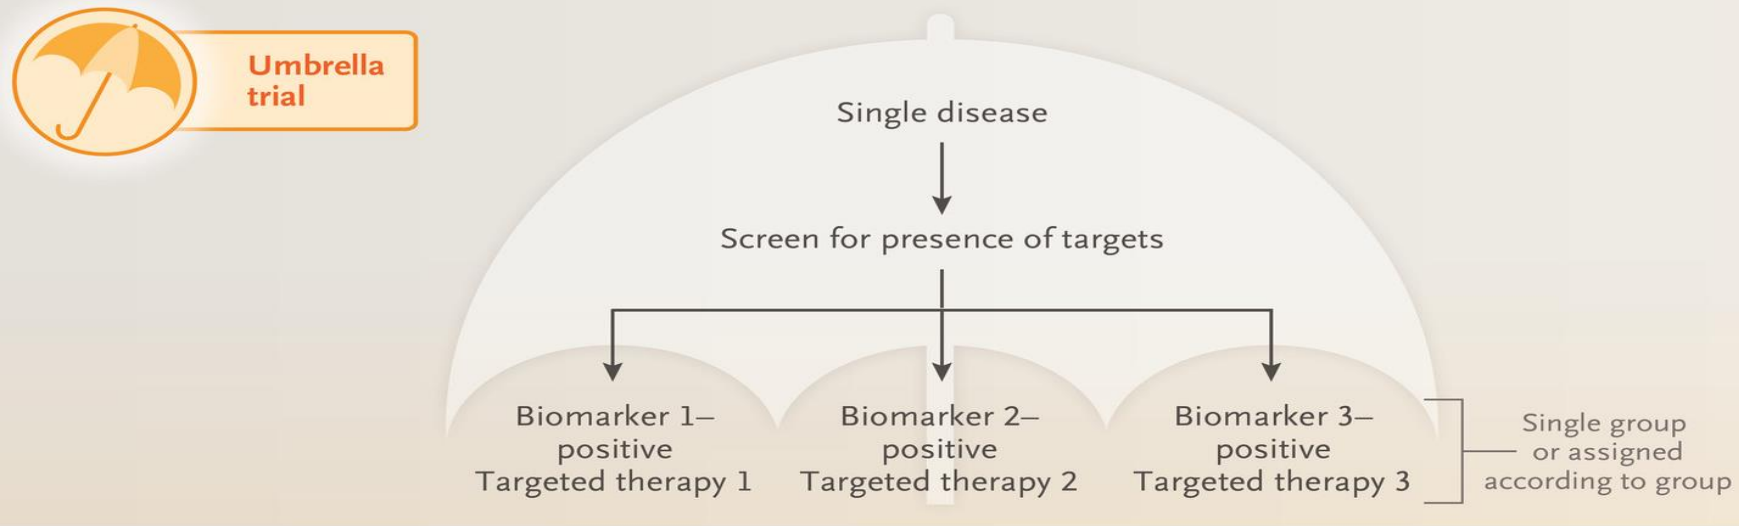 Umbrella
trial
Single disease
Screen for presence of targets
Biomarker 1–
positive
Targeted therapy 1
Biomarker 2–
positive
Targeted therapy 2
Biomarker 3–
positive
Targeted therapy 3
Single group
or assigned
according to group